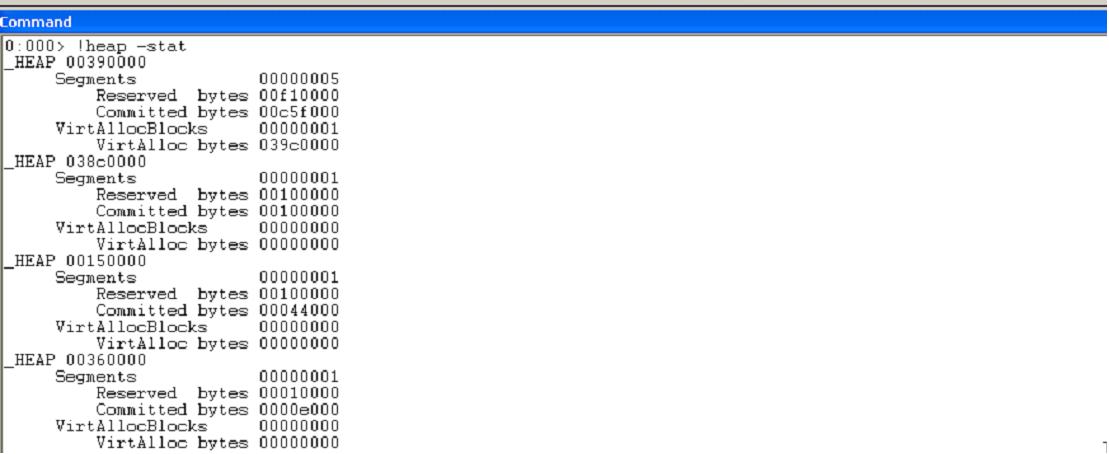 Command
0:000> !heap -stat
_HEAP 00390000
     Segments               00000005
         Reserved  bytes 00f10000
         Committed bytes 00c5f000
     VirtAllocBlocks        00000001
         VirtAlloc bytes 039c0000
_HEAP 038c0000
     Segments               00000001
         Reserved  bytes 00100000
         Committed bytes 00100000
     VirtAllocBlocks        00000000
         VirtAlloc bytes 00000000
_HEAP 00150000
     Segments               00000001
         Reserved  bytes 00100000
         Committed bytes 00044000
     VirtAllocBlocks        00000000
         VirtAlloc bytes 00000000
_HEAP 00360000
     Segments               00000001
         Reserved  bytes 00010000
         Committed bytes 0000e000
     VirtAllocBlocks        00000000
         VirtAlloc bytes 00000000